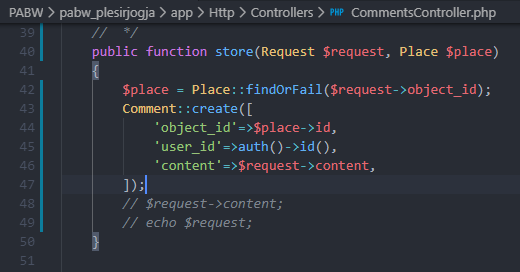 PABW > pabw_plesirjogja > app > Http > Controllers > PHP CommentsController.php
39 // */
40 public function store(Request $request, Place $place)
41 {
42 $place = Place::findOrFail($request->object_id);
43 Comment::create([
44 'object_id'=>$place->id,
45 'user_id'=>auth()->id(),
46 'content'=>$request->content,
47 ]);
48 // $request->content;
49 // echo $request;
50 }
51